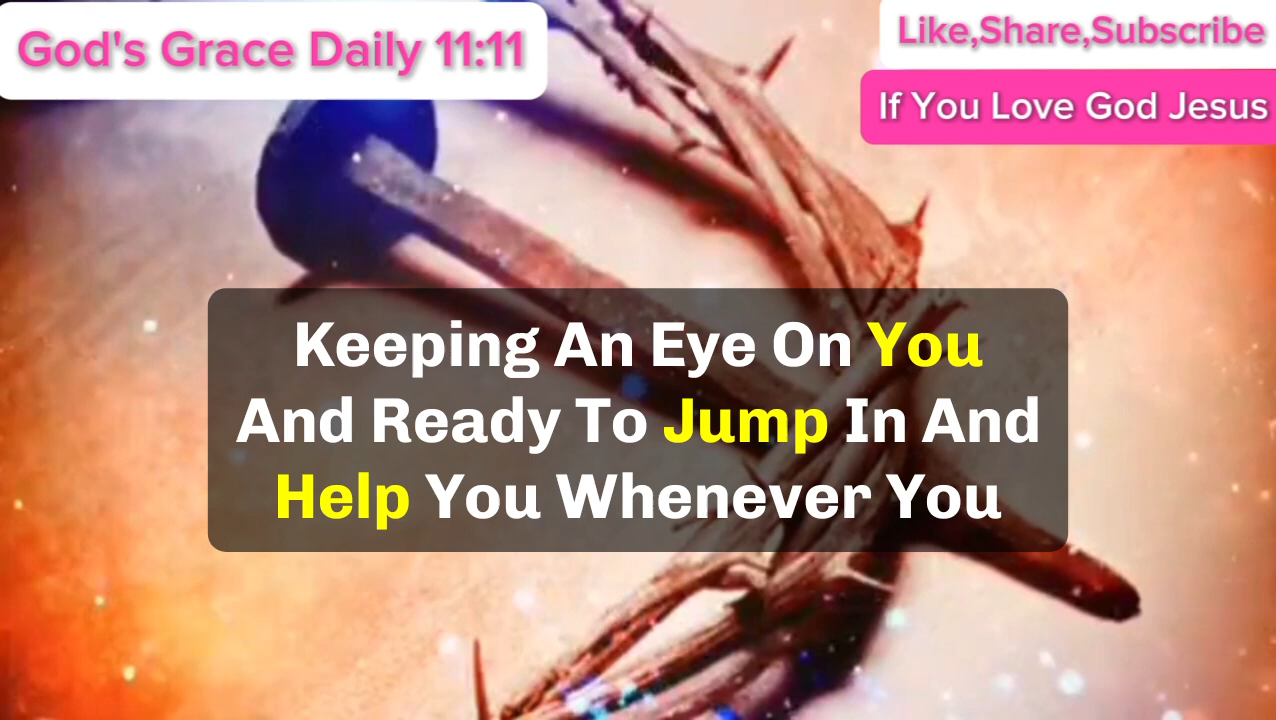 God's Grace Daily 11:11
Like,Share,Subscribe
If You Love God Jesus
Keeping An Eye On You
And Ready To Jump In And
Help You Whenever You